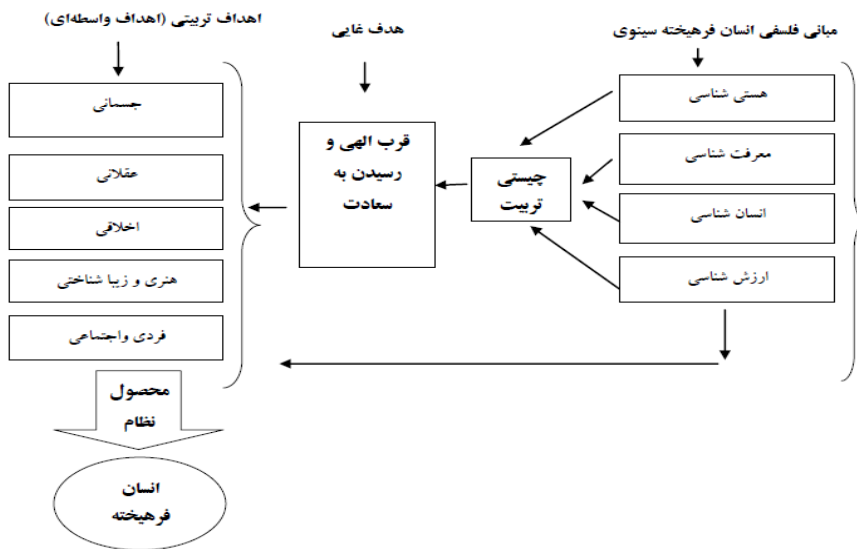 مبانی فلسفی انسان فرهیخته سینوی
هستی شناسی
معرفت شناسی
انسان شناسی
ارزش شناسی
چیستی
تربیت
هدف غایی
قرب الهی و
رسیدن به
سعادت
اهداف تربیتی (اهداف واسطه‌ای)
جسمانی
عقلانی
اخلاقی
هنری و زیبا شناختی
فردی واجتماعی
محصول
نظام
انسان
فرهیخته